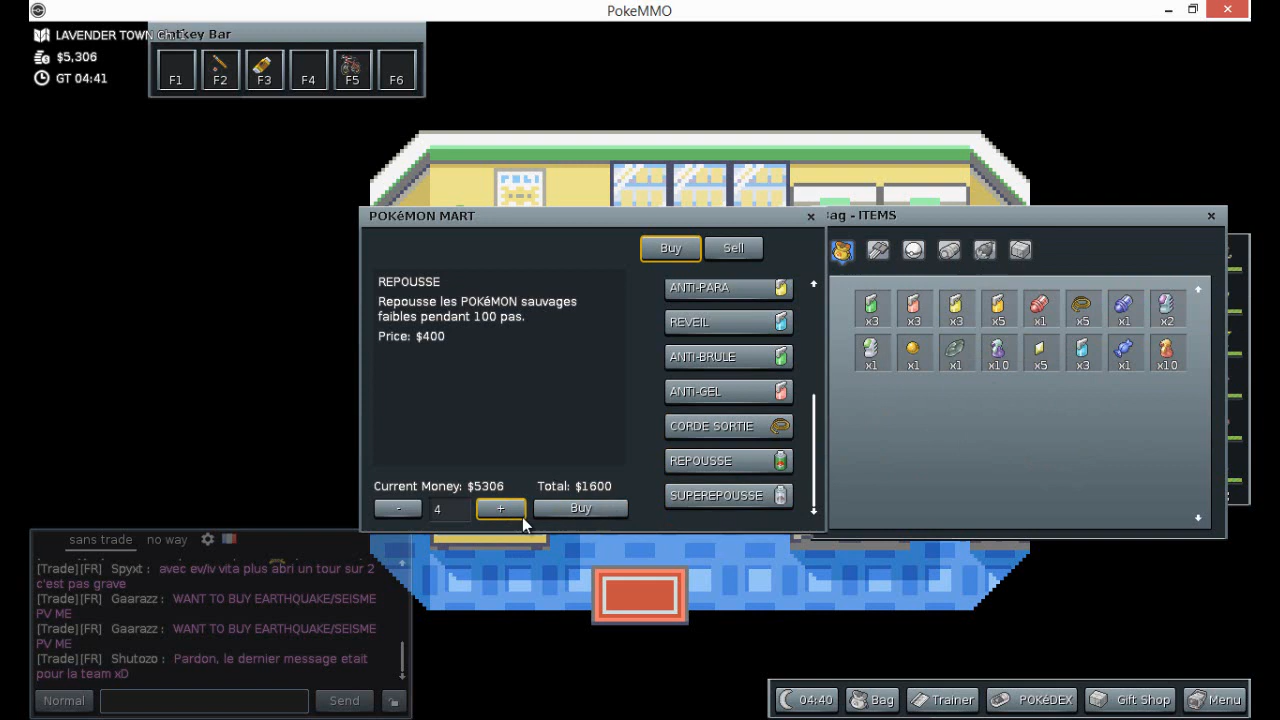 PokeMMO
LAVENDER TOWN Ch.
Hotkey Bar
$5,306
GT 04:41
F1 F2 F3 F4 F5 F6
POKéMON MART
Bag - ITEMS
Buy Sell
REPOUSSE
Repousse les POKéMON sauvages
faibles pendant 100 pas.
Price: $400
ANTI-PARA
REVEIL
ANTI-BRULE
ANTI-GEL
CORDE SORTIE
REPOUSSE
SUPEREPOUSSE
x3 x3 x3 x5 x1 x5 x1 x2
x1 x1 x1 x10 x5 x3 x1 x10
Current Money: $5306 Total: $1600
- 4 + Buy
sans trade no way
[Trade][FR] Spyxt : avec ev/iv vita plus abri un tour sur 2
c'est pas grave
[Trade][FR] Gaarazz : WANT TO BUY EARTHQUAKE/SEISME
PV ME
[Trade][FR] Gaarazz : WANT TO BUY EARTHQUAKE/SEISME
PV ME
[Trade][FR] Shutozo : Pardon, le dernier message etait
pour la team xD
Normal Send
04:40 Bag Trainer POKéDEX Gift Shop Menu